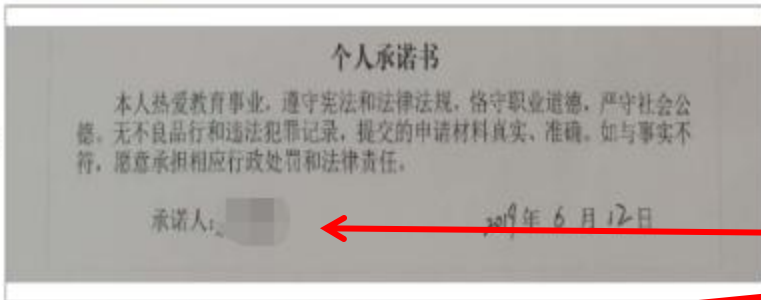 个人承诺书
本人热爱教育事业，遵守宪法和法律法规，恪守职业道德，严守社会公
德。无不良品行和违法犯罪记录，提交的申请材料真实、准确。如与事实不
符，愿意承担相应行政处罚和法律责任。
承诺人： 2019年 6 月 12日